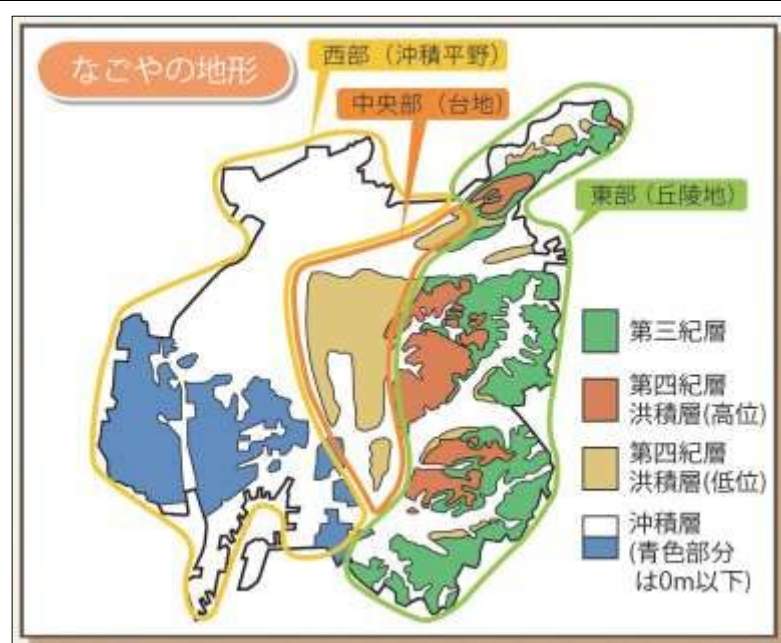 なごやの地形
西部（沖積平野）
中央部（台地）
東部（丘陵地）
第三紀層
第四紀層
洪積層(高位)
第四紀層
洪積層(低位)
沖積層
(青色部分
は0m以下)